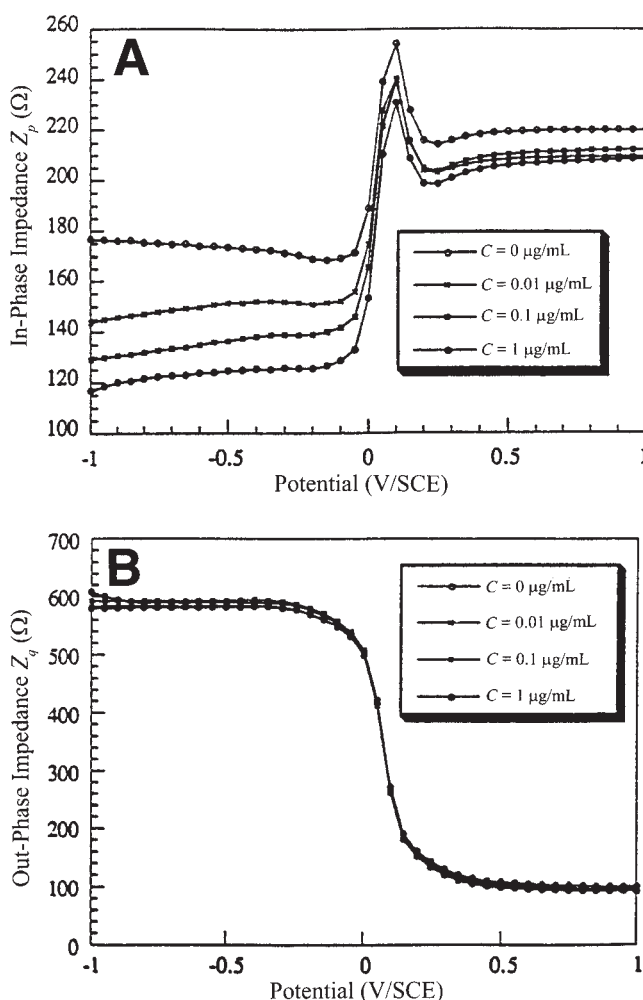 A
In-Phase Impedance Zp (Ω)
260
240
220
200
180
160
140
120
100
C = 0 μg/mL
C = 0.01 μg/mL
C = 0.1 μg/mL
C = 1 μg/mL
-1
-0.5
0
0.5
1
Potential (V/SCE)
B
Out-Phase Impedance Zq (Ω)
700
600
500
400
300
200
100
0
C = 0 μg/mL
C = 0.01 μg/mL
C = 0.1 μg/mL
C = 1 μg/mL
-1
-0.5
0
0.5
1
Potential (V/SCE)